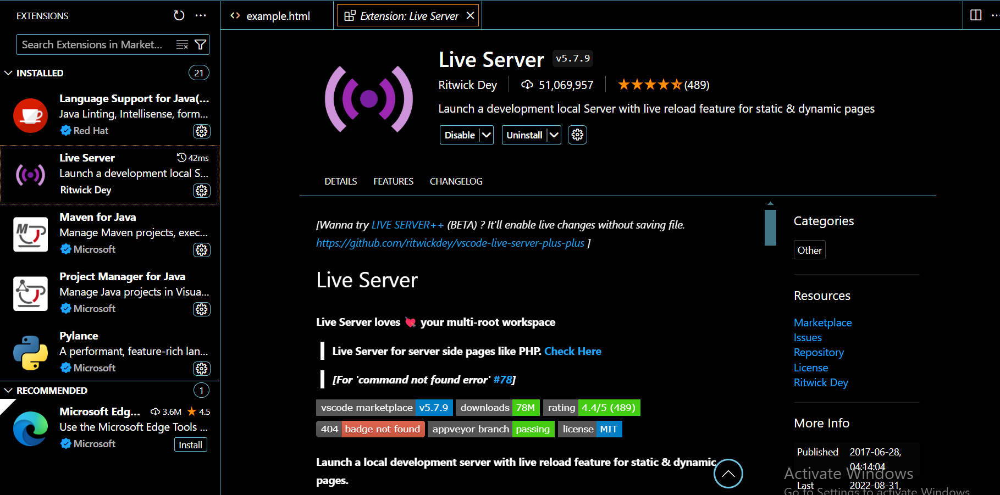 EXTENSIONS
Search Extensions in Market...
INSTALLED 21
Language Support for Java(...
Java Linting, Intellisense, form...
Red Hat
Live Server 42ms
Launch a development local S...
Ritwick Dey
Maven for Java
Manage Maven projects, exec...
Microsoft
Project Manager for Java
Manage Java projects in Visua...
Microsoft
Pylance
A performant, feature-rich lan...
Microsoft
RECOMMENDED 1
Microsoft Edg... 3.6M ★ 4.5
Use the Microsoft Edge Tools ...
Microsoft Install
<> example.html Extension: Live Server
Live Server v5.7.9
Ritwick Dey 51,069,957 (489)
Launch a development local Server with live reload feature for static & dynamic pages
Disable Uninstall
DETAILS FEATURES CHANGELOG
[Wanna try LIVE SERVER++ (BETA) ? It'll enable live changes without saving file.
https://github.com/ritwickdey/vscode-live-server-plus-plus ]
Live Server
Live Server loves 💘 your multi-root workspace
Live Server for server side pages like PHP. Check Here
[For 'command not found error' #78]
vscode marketplace v5.7.9 downloads 78M rating 4.4/5 (489)
404 badge not found appveyor branch passing license MIT
Launch a local development server with live reload feature for static & dynamic
pages.
Categories
Other
Resources
Marketplace
Issues
Repository
License
Ritwick Dey
More Info
Published 2017-06-28,
04:14:04
Last 2022-08-31,
Activate Windows
Go to Settings to activate Windows.